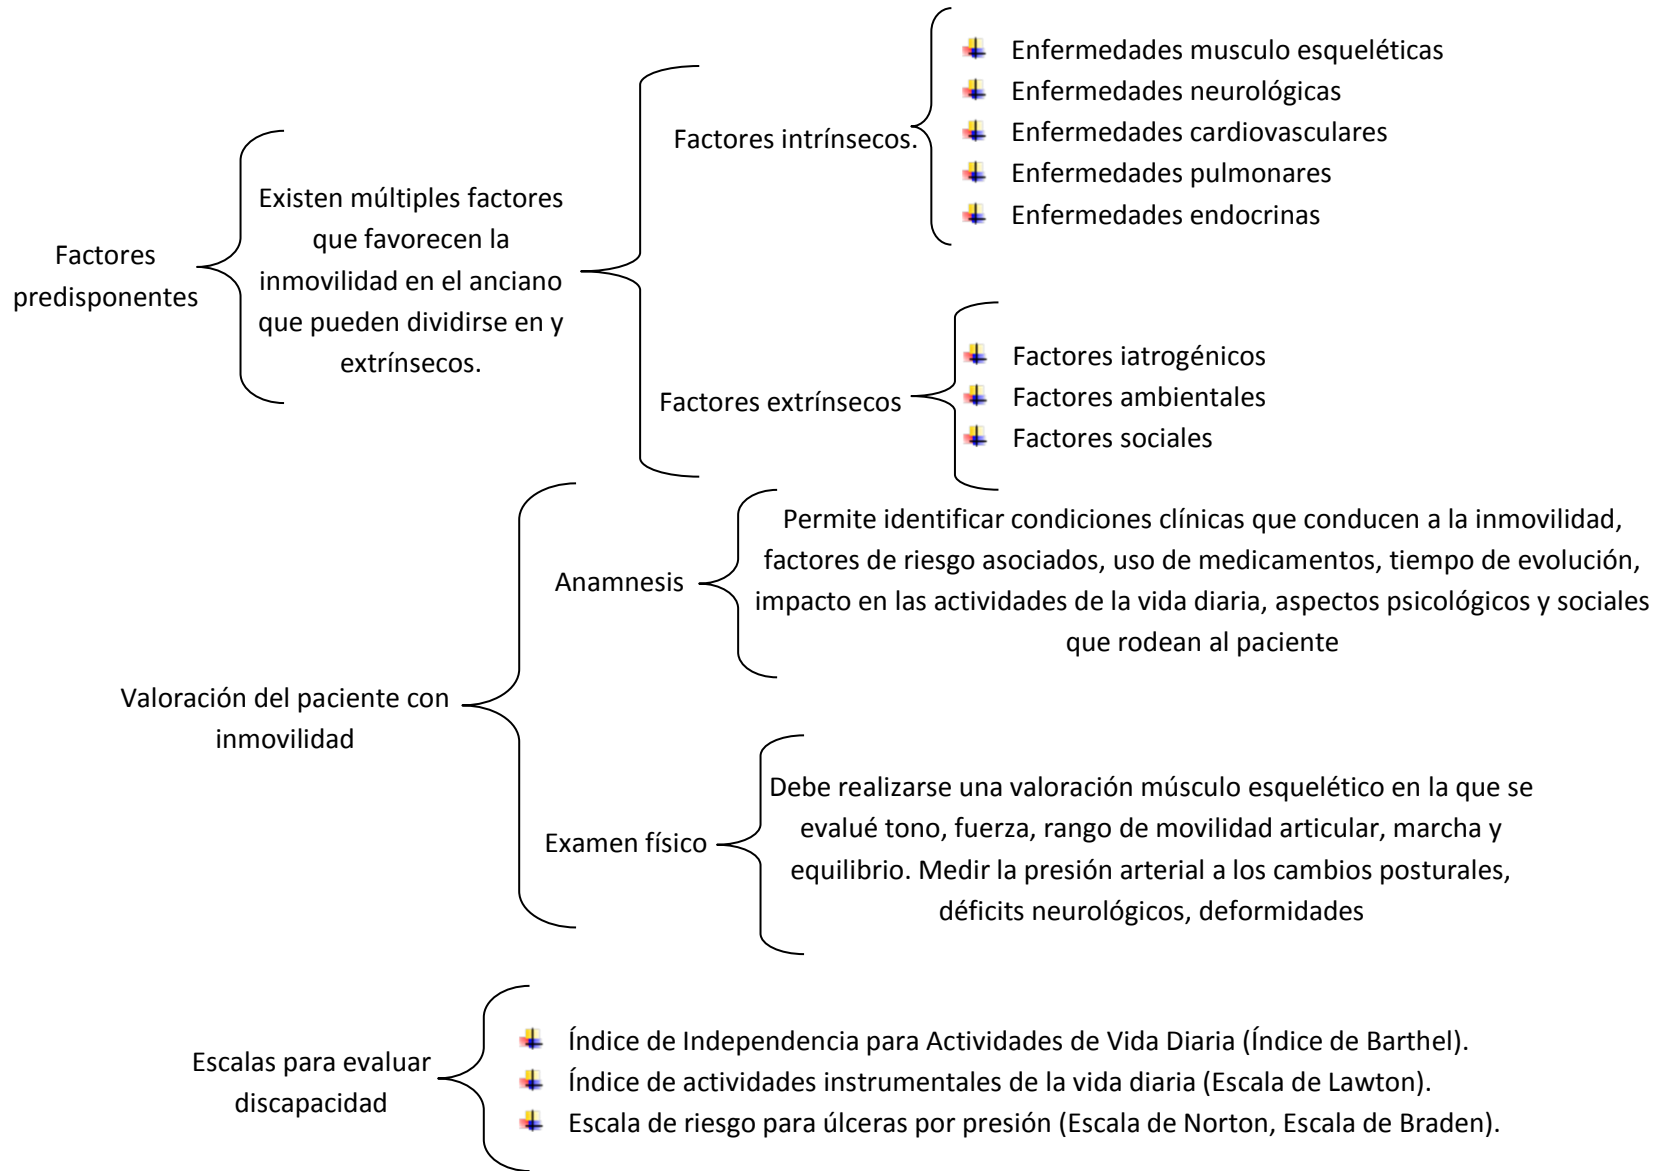 Factores
predisponentes
Existen múltiples factores
que favorecen la
inmovilidad en el anciano
que pueden dividirse en y
extrínsecos.
Factores intrínsecos.
Enfermedades musculo esqueléticas
Enfermedades neurológicas
Enfermedades cardiovasculares
Enfermedades pulmonares
Enfermedades endocrinas
Factores extrínsecos
Factores iatrogénicos
Factores ambientales
Factores sociales
Valoración del paciente con
inmovilidad
Anamnesis
Permite identificar condiciones clínicas que conducen a la inmovilidad,
factores de riesgo asociados, uso de medicamentos, tiempo de evolución,
impacto en las actividades de la vida diaria, aspectos psicológicos y sociales
que rodean al paciente
Examen físico
Debe realizarse una valoración músculo esquelético en la que se
evalué tono, fuerza, rango de movilidad articular, marcha y
equilibrio. Medir la presión arterial a los cambios posturales,
déficits neurológicos, deformidades
Escalas para evaluar
discapacidad
Índice de Independencia para Actividades de Vida Diaria (Índice de Barthel).
Índice de actividades instrumentales de la vida diaria (Escala de Lawton).
Escala de riesgo para úlceras por presión (Escala de Norton, Escala de Braden).